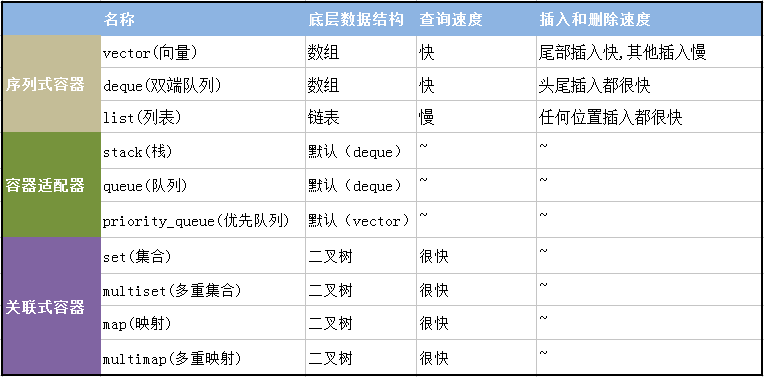 名称 底层数据结构 查询速度 插入和删除速度
序列式容器
vector(向量) 数组 快 尾部插入快,其他插入慢
deque(双端队列) 数组 快 头尾插入都很快
list(列表) 链表 慢 任何位置插入都很快
容器适配器
stack(栈) 默认（deque） ~ ~
queue(队列) 默认（deque） ~ ~
priority_queue(优先队列) 默认（vector） ~ ~
关联式容器
set(集合) 二叉树 很快 ~
multiset(多重集合) 二叉树 很快 ~
map(映射) 二叉树 很快 ~
multimap(多重映射) 二叉树 很快 ~